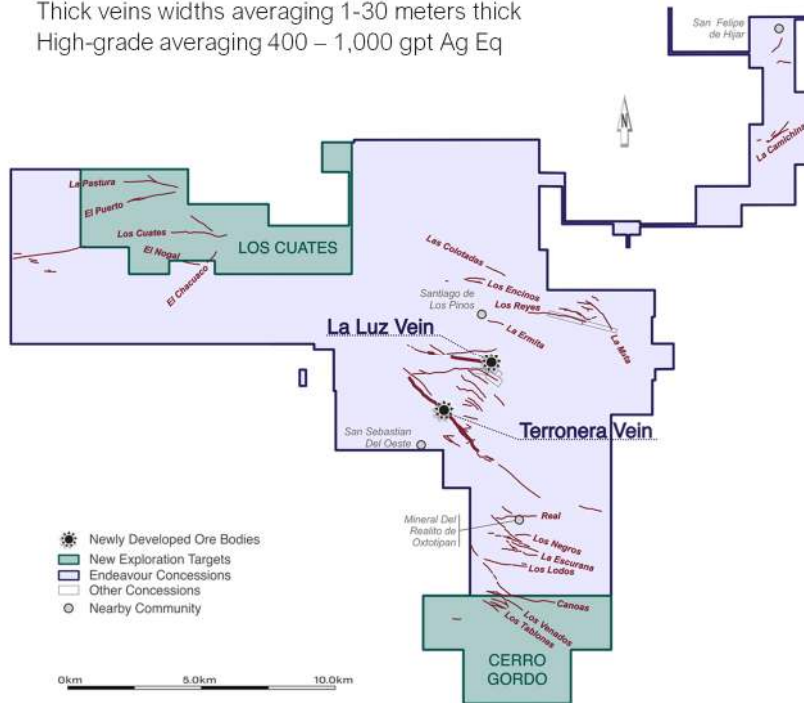 Thick veins widths averaging 1-30 meters thick
High-grade averaging 400 – 1,000 gpt Ag Eq
San Felipe
de Hijar
N
La Camichina
La Pastura
El Puerto
Los Cuates
LOS CUATES
El Nogal
El Chacuaco
Las Colotadas
Los Encinos
Santiago de
Los Pinos
Los Reyes
La Ermita
La Mita
La Luz Vein
Terronera Vein
San Sebastian
Del Oeste
Mineral Del
Realito de
Oxtotipan
Real
Los Negros
La Escursna
Los Lodos
Canoas
Los Venados
Los Tablonas
CERRO
GORDO
Newly Developed Ore Bodies
New Exploration Targets
Endeavour Concessions
Other Concessions
Nearby Community
0km 5.0km 10.0km